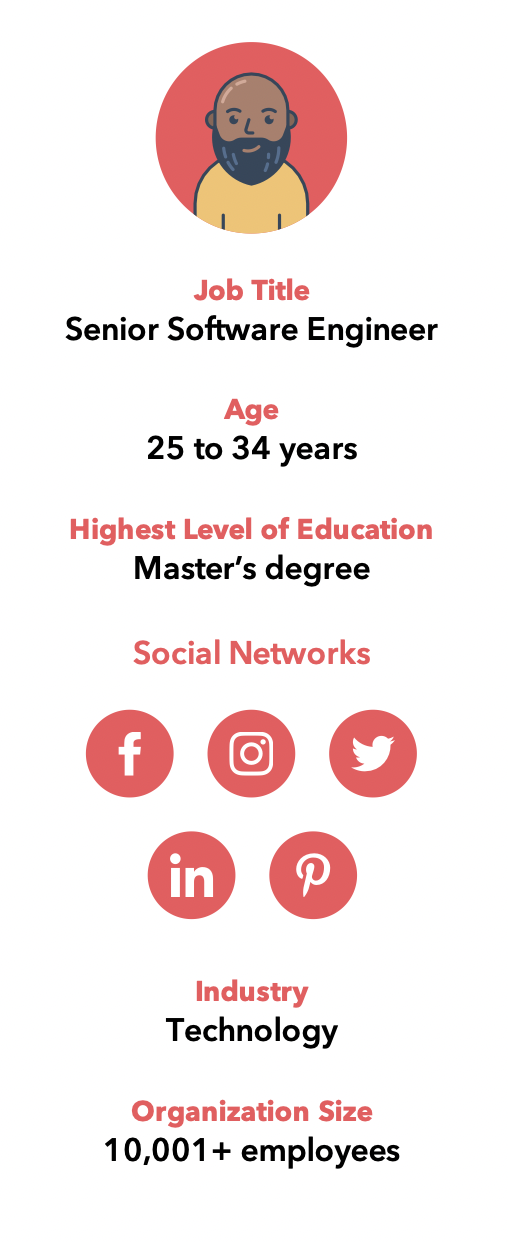 Job Title
Senior Software Engineer
Age
25 to 34 years
Highest Level of Education
Master’s degree
Social Networks
f
in
Industry
Technology
Organization Size
10,001+ employees